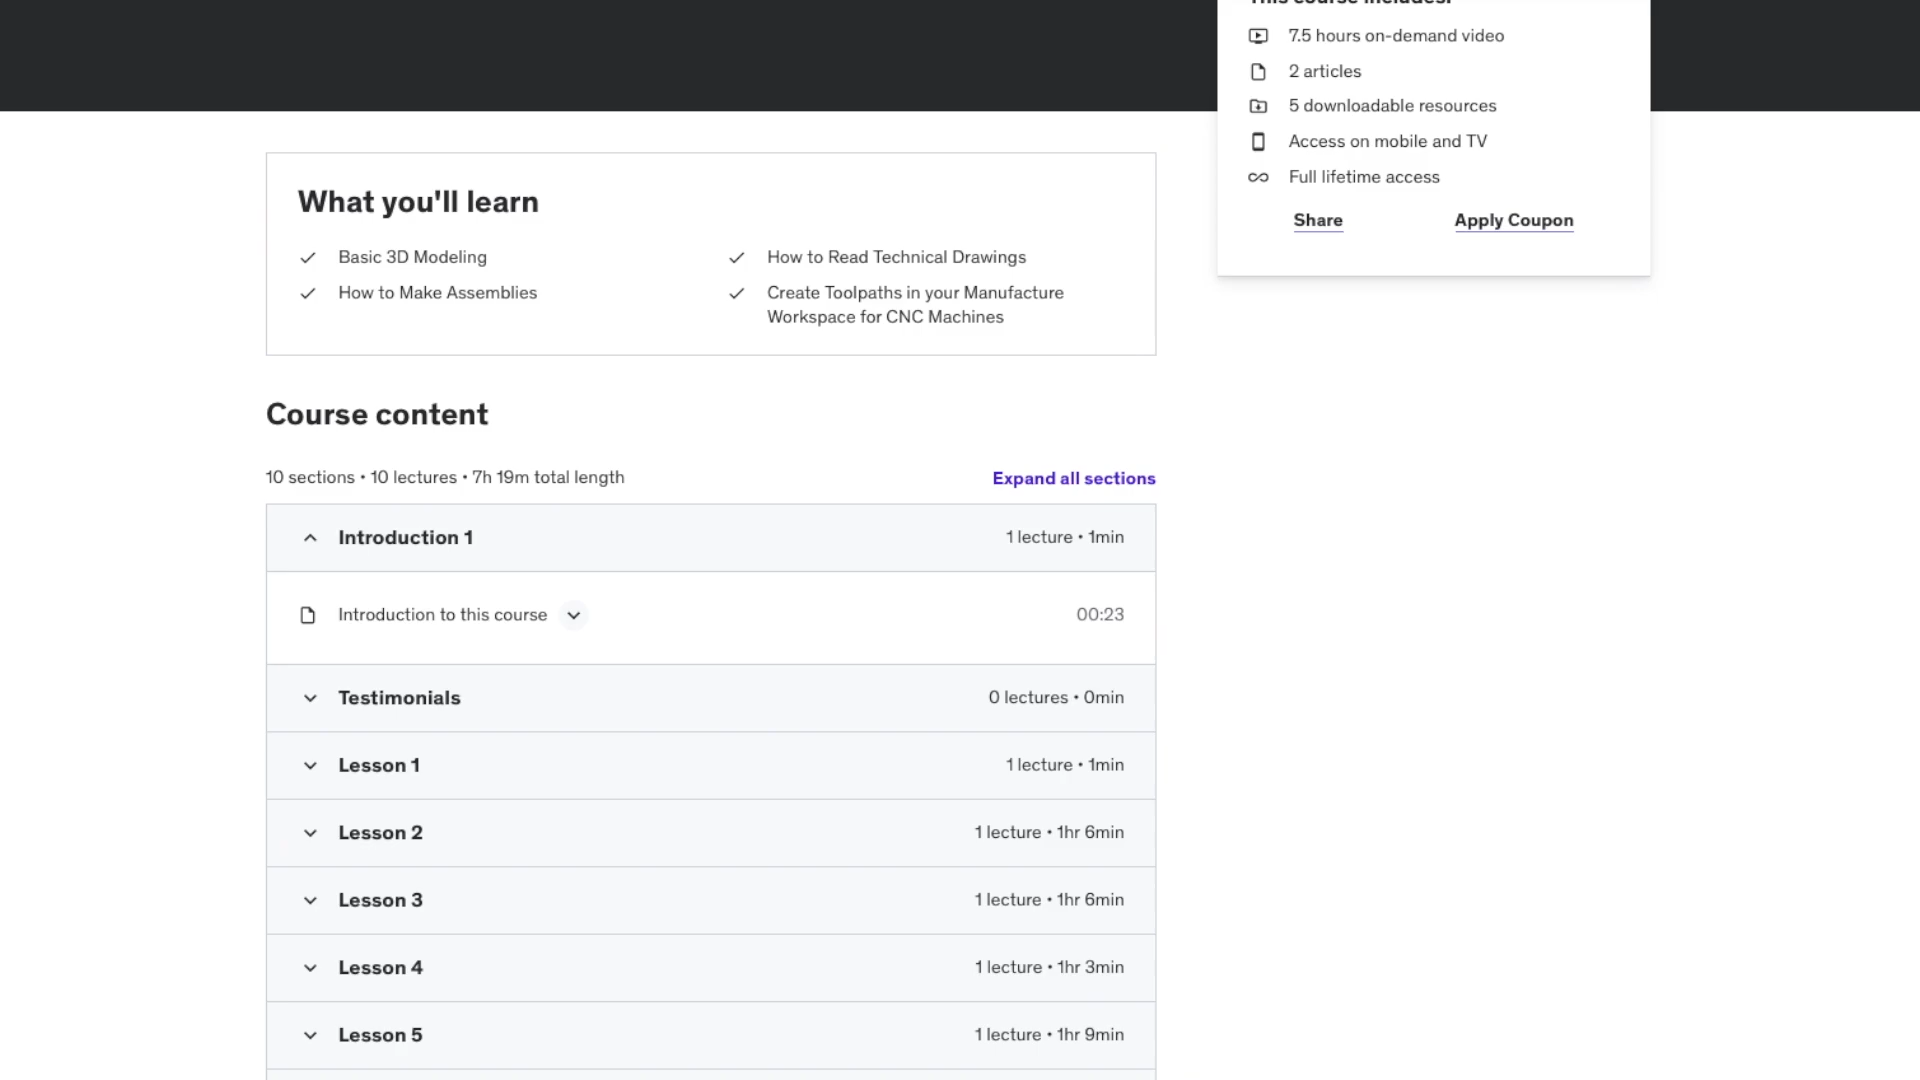 This course includes:
7.5 hours on-demand video
2 articles
5 downloadable resources
Access on mobile and TV
Full lifetime access
Share
Apply Coupon
What you'll learn
Basic 3D Modeling
How to Read Technical Drawings
How to Make Assemblies
Create Toolpaths in your Manufacture
Workspace for CNC Machines
Course content
10 sections • 10 lectures • 7h 19m total length
Expand all sections
Introduction 1
1 lecture • 1min
Introduction to this course
00:23
Testimonials
0 lectures • 0min
Lesson 1
1 lecture • 1min
Lesson 2
1 lecture • 1hr 6min
Lesson 3
1 lecture • 1hr 6min
Lesson 4
1 lecture • 1hr 3min
Lesson 5
1 lecture • 1hr 9min